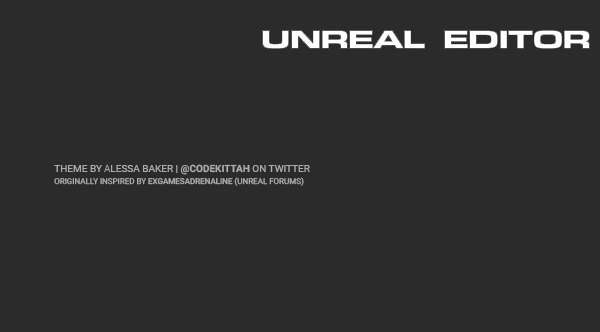 UNREAL EDITOR
THEME BY ALESSA BAKER | @CODEKITTAH ON TWITTER
ORIGINALLY INSPIRED BY EXGAMESADRENALINE (UNREAL FORUMS)